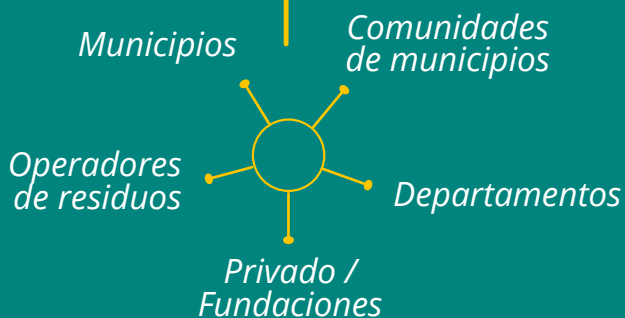 Municipios
Comunidades
de municipios
Operadores
de residuos
Departamentos
Privado /
Fundaciones